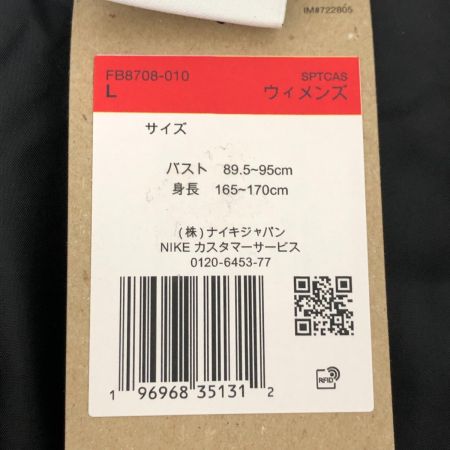 IM#722805
FB8708-010 SPTCAS
L ウィメンズ
サイズ
バスト 89.5~95cm
身長 165~170cm
(株)ナイキジャパン
NIKE カスタマーサービス
0120-6453-77
1 96968 35131 2
RFID